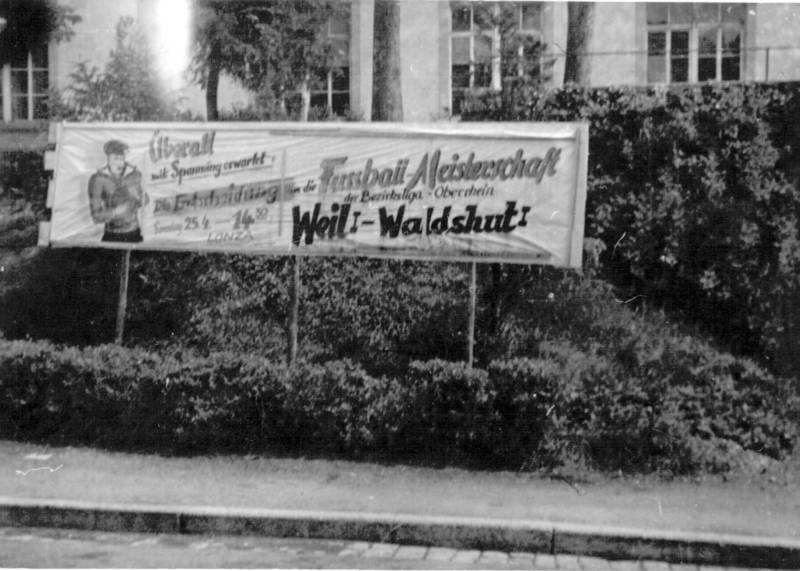 Überall
mit Spannung erwartet!
Die Entscheidung
Sonntag 25.4. 14.30
LONZA
um die Fussball Meisterschaft
der Bezirksliga - Oberrhein
Weil I - Waldshut I